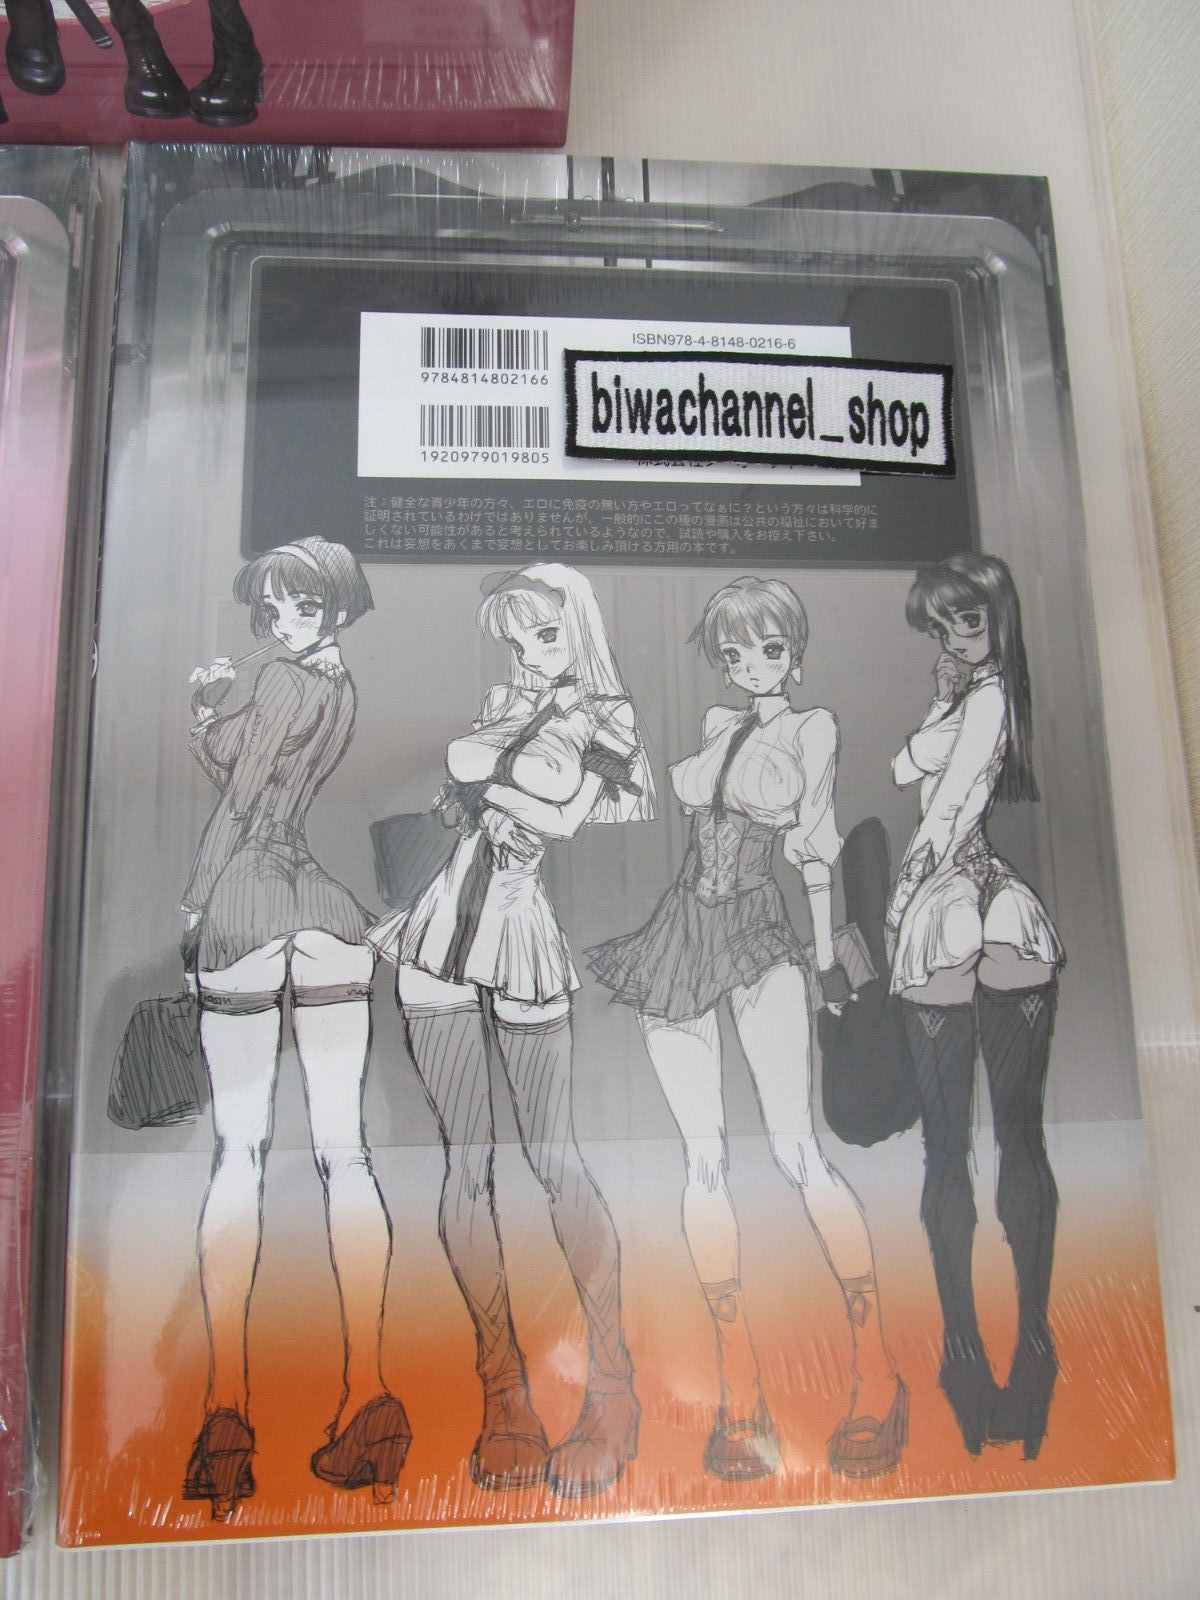 ISBN978-4-8148-0216-6
9784814802166
biwachannel_shop
1920979019805
注：健全な青少年の方々、エロに免疫の無い方やエロってなぁに？という方々は科学的に
証明されているわけではありませんが、一般的にこの種の漫画は公共の福祉において好ま
しくない可能性があると考えられているようなので、試読や購入をお控え下さい。
これは妄想をあくまで妄想としてお楽しみ頂ける方用の本です。